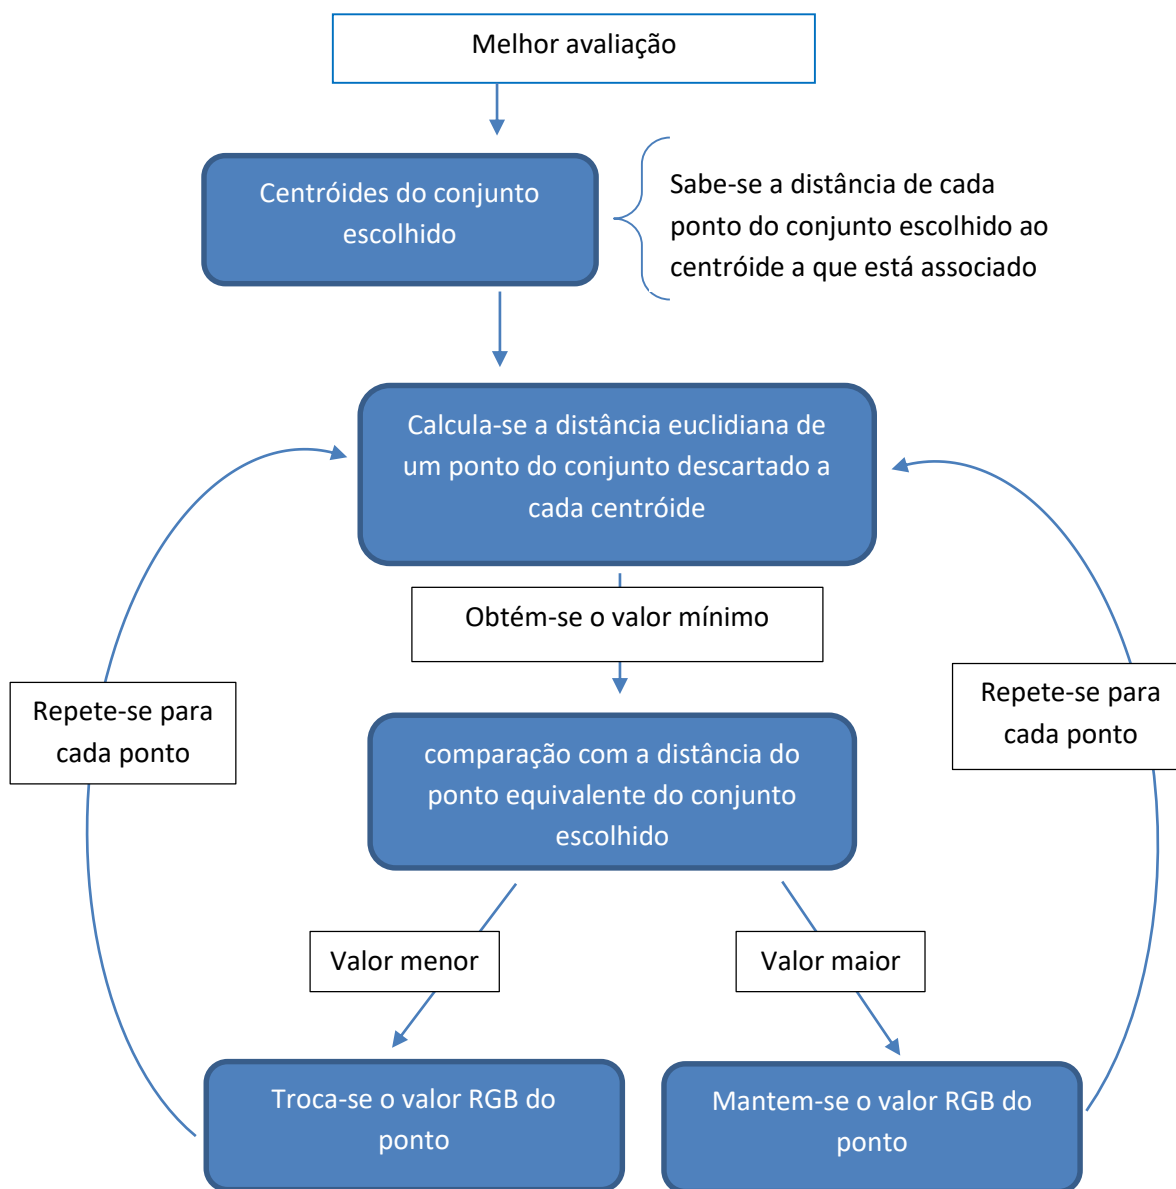 Melhor avaliação
Centróides do conjunto
escolhido
Sabe-se a distância de cada
ponto do conjunto escolhido ao
centróide a que está associado
Calcula-se a distância euclidiana de
um ponto do conjunto descartado a
cada centróide
Obtém-se o valor mínimo
Repete-se para
cada ponto
Repete-se para
cada ponto
comparação com a distância do
ponto equivalente do conjunto
escolhido
Valor menor
Valor maior
Troca-se o valor RGB do
ponto
Mantem-se o valor RGB do
ponto